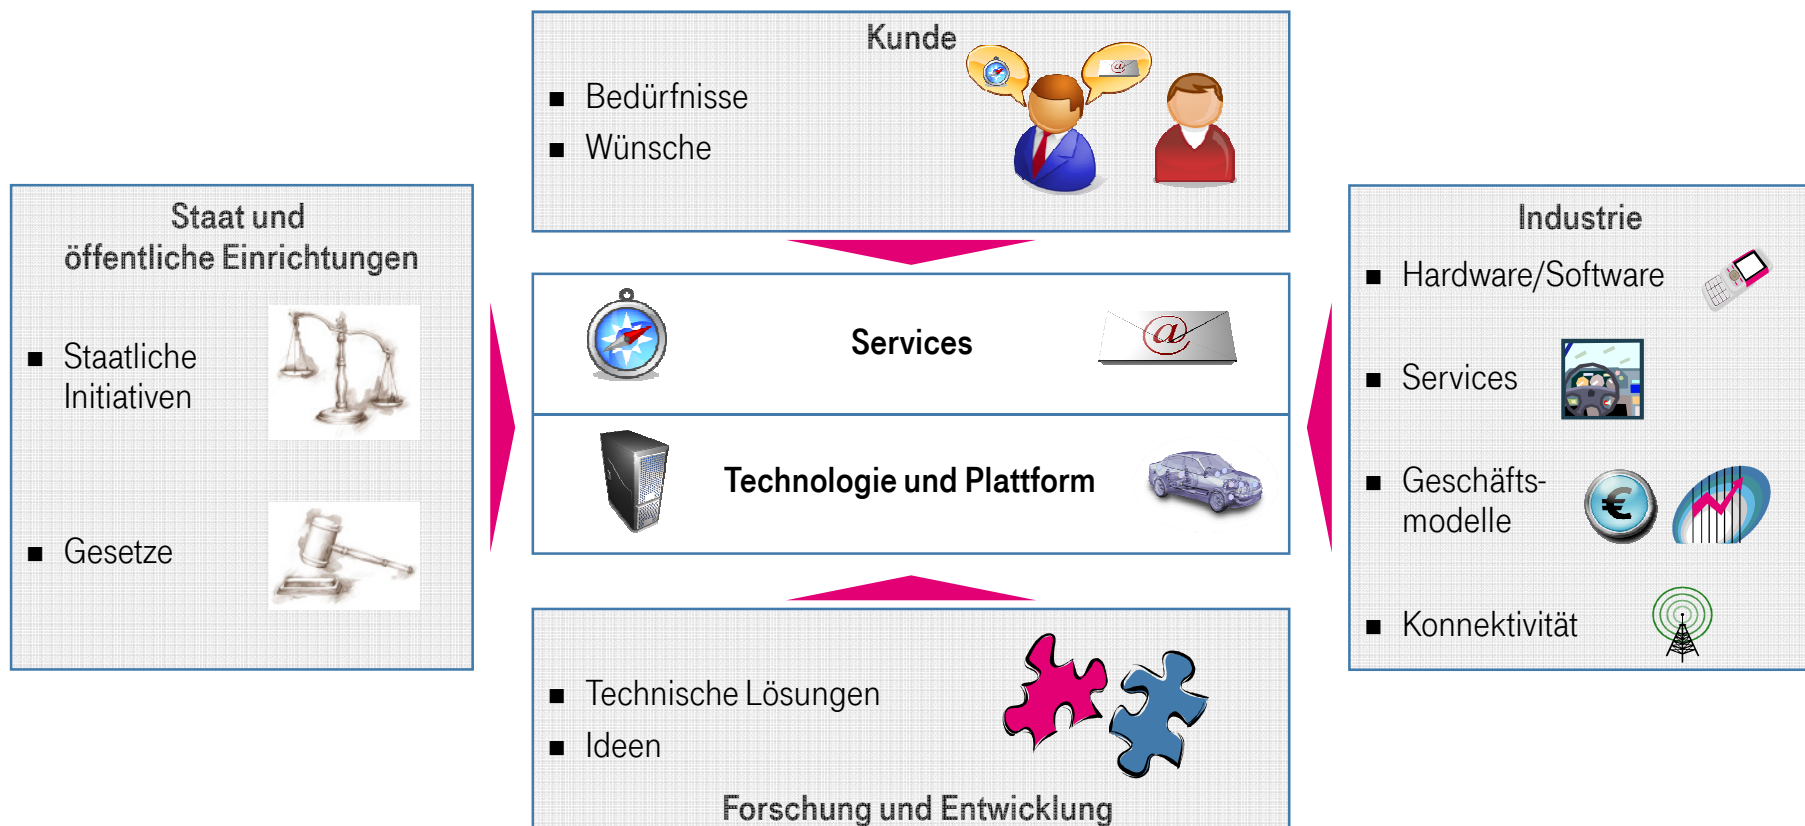 Kunde
■ Bedürfnisse
■ Wünsche
Staat und
öffentliche Einrichtungen
■ Staatliche
Initiativen
■ Gesetze
Services
Technologie und Plattform
Industrie
■ Hardware/Software
■ Services
■ Geschäfts-
modelle
■ Konnektivität
■ Technische Lösungen
■ Ideen
Forschung und Entwicklung